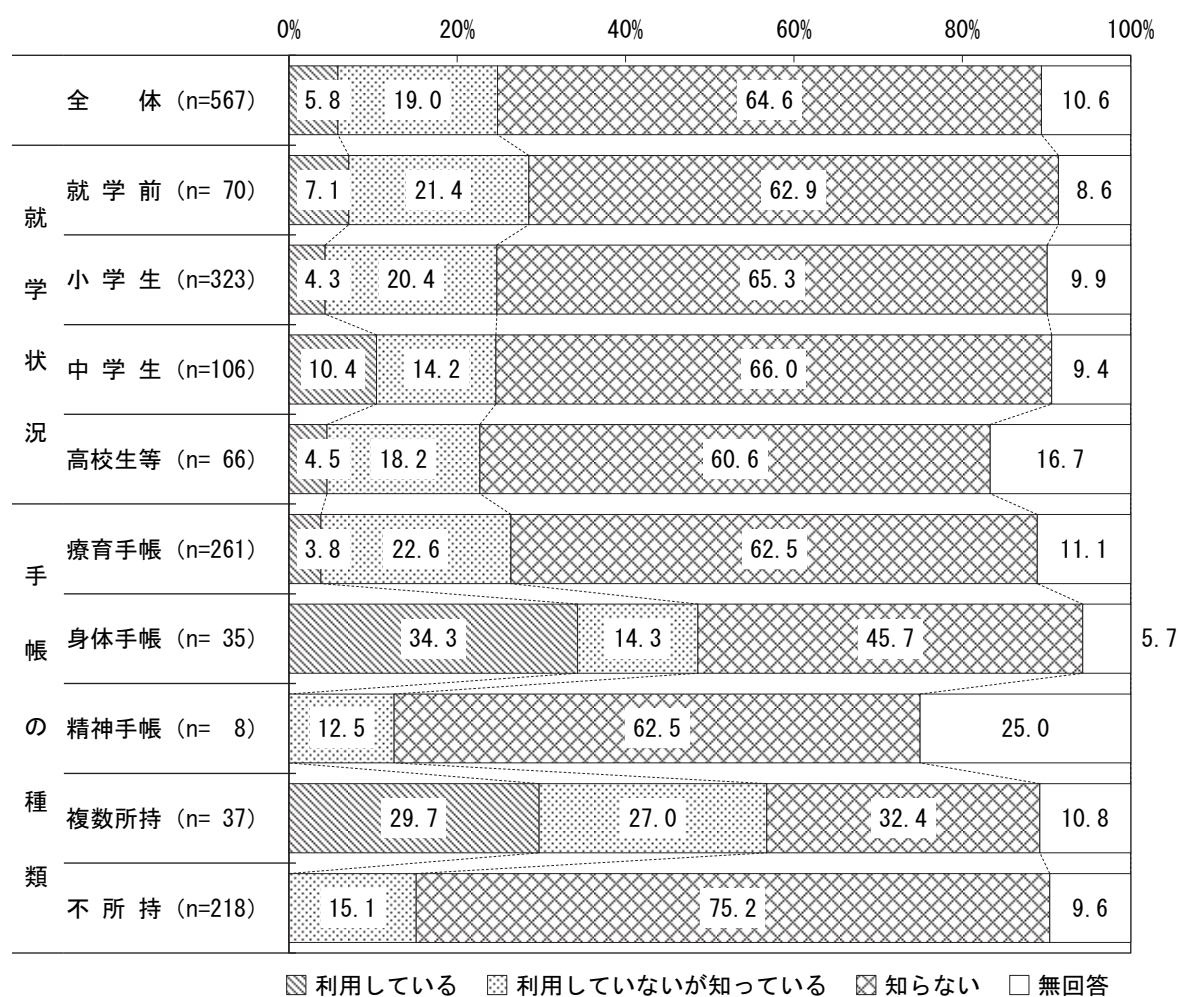 0% 20% 40% 60% 80% 100%
全体 (n=567) 5.8 19.0 64.6 10.6
就学状況
就学前 (n= 70) 7.1 21.4 62.9 8.6
小学生 (n=323) 4.3 20.4 65.3 9.9
中学生 (n=106) 10.4 14.2 66.0 9.4
高校生等 (n= 66) 4.5 18.2 60.6 16.7
手帳の種類
療育手帳 (n=261) 3.8 22.6 62.5 11.1
身体手帳 (n= 35) 34.3 14.3 45.7 5.7
精神手帳 (n= 8) 12.5 62.5 25.0
複数所持 (n= 37) 29.7 27.0 32.4 10.8
不所持 (n=218) 15.1 75.2 9.6
利用している 利用していないが知っている 知らない 無回答